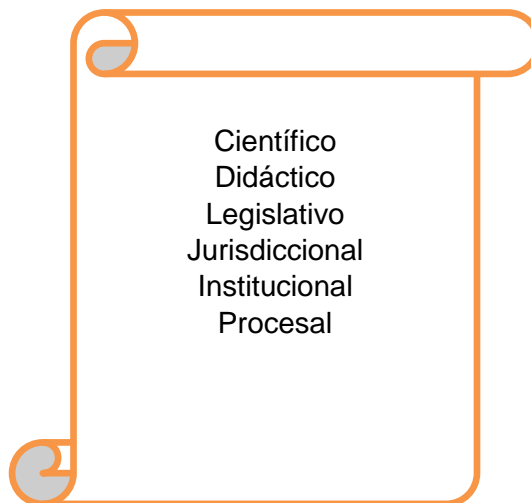 Científico
Didáctico
Legislativo
Jurisdiccional
Institucional
Procesal